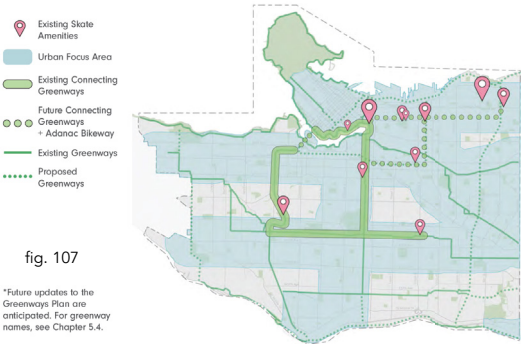 Existing Skate
Amenities
Urban Focus Area
Existing Connecting
Greenways
Future Connecting
Greenways
+ Adanac Bikeway
Existing Greenways
Proposed
Greenways
fig. 107
*Future updates to the
Greenways Plan are
anticipated. For greenway
names, see Chapter 5.4.